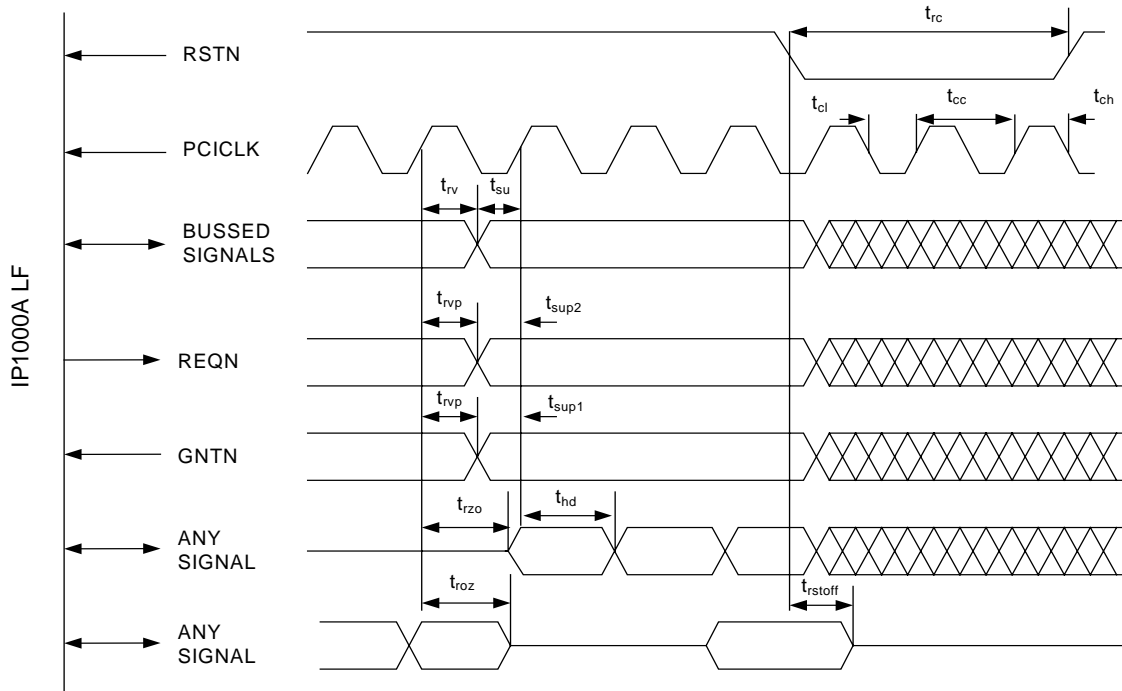 t_rc
RSTN
t_cl
t_cc
t_ch
PCICLK
t_rv
t_su
BUSSED
SIGNALS
IP1000A LF
t_rvp
t_sup2
REQN
t_rvp
t_sup1
GNTN
t_rzo
t_hd
ANY
SIGNAL
t_roz
t_rstoff
ANY
SIGNAL